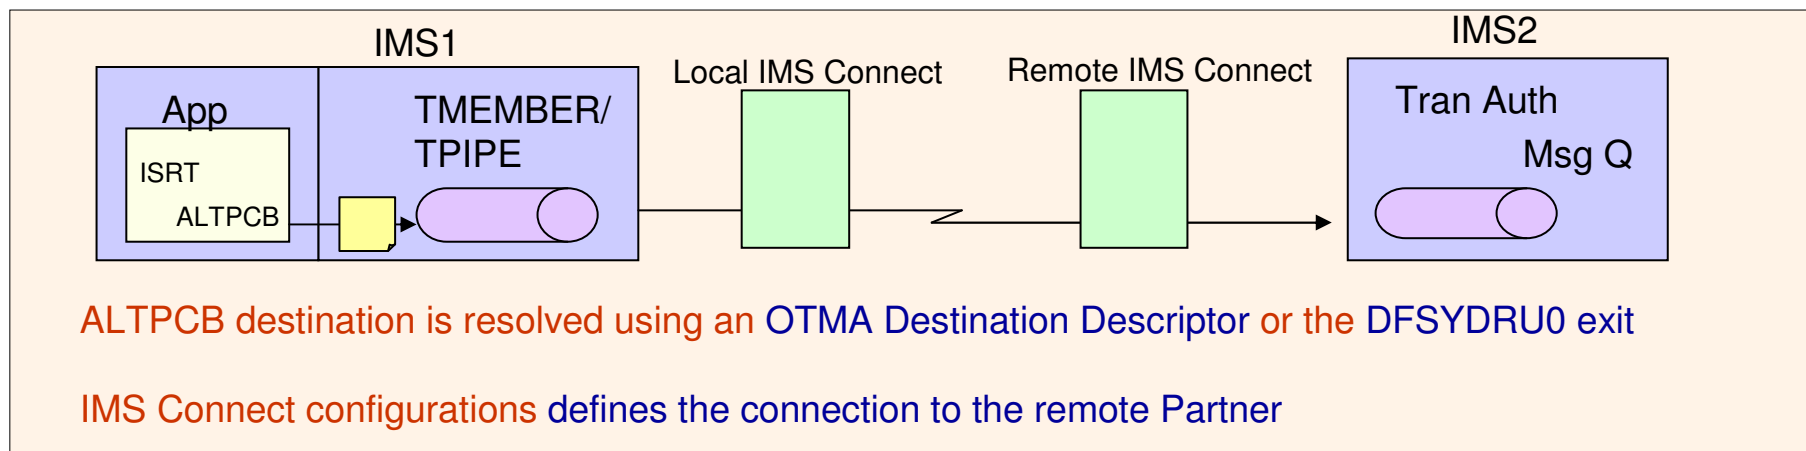 IMS1
IMS2
Local IMS Connect
Remote IMS Connect
App
TMEMBER/
TPIPE
Tran Auth
Msg Q
ISRT
ALTPCB
ALTPCB destination is resolved using an OTMA Destination Descriptor or the DFSYDRU0 exit
IMS Connect configurations defines the connection to the remote Partner